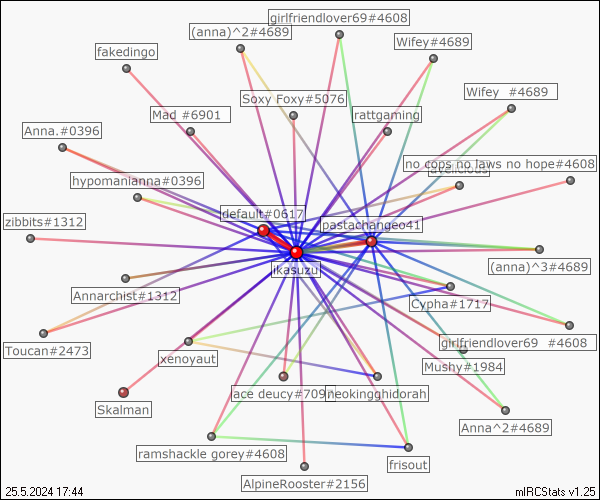 girlfriendlover69#4608
(anna)^2#4689
Wifey#4689
fakedingo
Wifey #4689
Soxy Foxy#5076
Mad #6901
rattgaming
Anna.#0396
no cops no laws no hope#4608
hypomanianna#0396
default#0617
pastachangeo41
zibbits#1312
(anna)^3#4689
ikasuzu
Annarchist#1312
Cypha#1717
girlfriendlover69 #4608
Toucan#2473
xenoyaut
Mushy#1984
ace deucy#709
neokingghidorah
Skalman
Anna^2#4689
ramshackle gorey#4608
frisout
AlpineRooster#2156
25.5.2024 17:44
mIRCStats v1.25